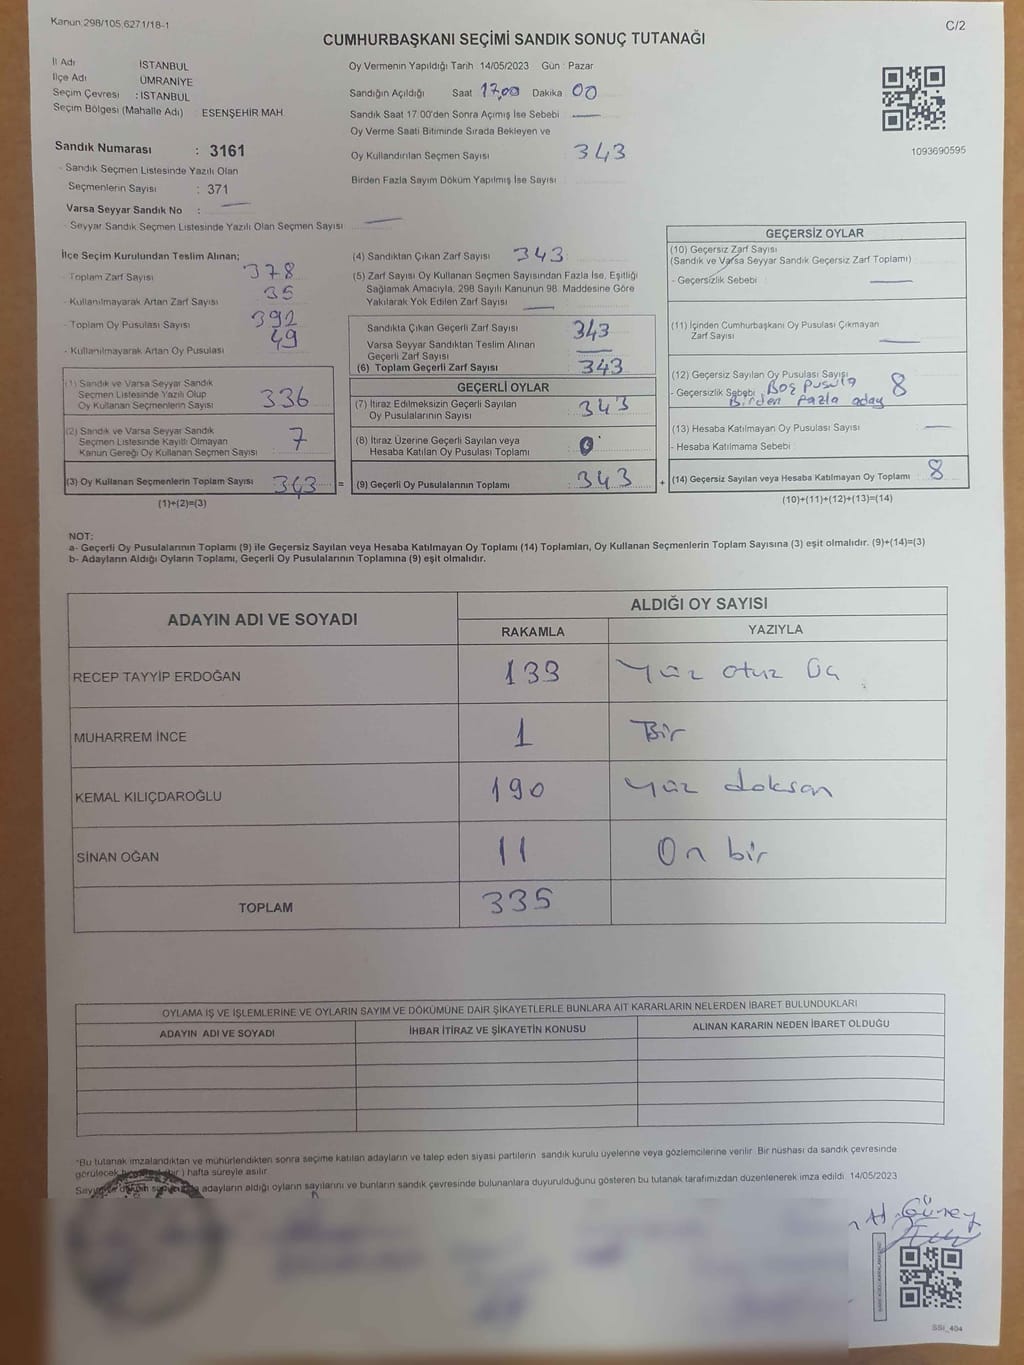 Kanun:298/105,6271/18-1
C/2
CUMHURBAŞKANI SEÇİMİ SANDIK SONUÇ TUTANAĞI
İl Adı İSTANBUL
İlçe Adı ÜMRANİYE
Seçim Çevresi : İSTANBUL
Seçim Bölgesi (Mahalle Adı) ESENŞEHİR MAH
Sandık Numarası : 3161
- Sandık Seçmen Listesinde Yazılı Olan
Seçmenlerin Sayısı : 371
Varsa Seyyar Sandık No :
- Seyyar Sandık Seçmen Listesinde Yazılı Olan Seçmen Sayısı
Oy Vermenin Yapıldığı Tarih 14/05/2023 Gün : Pazar
Sandığın Açıldığı Saat 17,00 Dakika 00
Sandık Saat 17:00'den Sonra Açımış İse Sebebi
Oy Verme Saati Bitiminde Sırada Bekleyen ve
Oy Kullandırılan Seçmen Sayısı 343
Birden Fazla Sayım Döküm Yapılmış İse Sayısı
1093690595
İlçe Seçim Kurulundan Teslim Alınan;
- Toplam Zarf Sayısı 378
- Kullanılmayarak Artan Zarf Sayısı 35
- Toplam Oy Pusulası Sayısı 392
- Kullanılmayarak Artan Oy Pusulası 49
(1) Sandık ve Varsa Seyyar Sandık
Seçmen Listesinde Yazılı Olup
Oy Kullanan Seçmenlerin Sayısı 336
(2) Sandık ve Varsa Seyyar Sandık
Seçmen Listesinde Kayıtlı Olmayan
Kanun Gereği Oy Kullanan Seçmen Sayısı 7
(3) Oy Kullanan Seçmenlerin Toplam Sayısı 343 =
(1)+(2)=(3)
(4) Sandıktan Çıkan Zarf Sayısı 343
(5) Zarf Sayısı Oy Kullanan Seçmen Sayısından Fazla İse, Eşitliği
Sağlamak Amacıyla, 298 Sayılı Kanunun 98. Maddesine Göre
Yakılarak Yok Edilen Zarf Sayısı
Sandıkta Çıkan Geçerli Zarf Sayısı 343
Varsa Seyyar Sandıktan Teslim Alınan
Geçerli Zarf Sayısı
(6) Toplam Geçerli Zarf Sayısı 343
GEÇERLİ OYLAR
(7) İtiraz Edilmeksizin Geçerli Sayılan
Oy Pusulalarının Sayısı : 343
(8) İtiraz Üzerine Geçerli Sayılan veya
Hesaba Katılan Oy Pusulası Toplamı : 0
(9) Geçerli Oy Pusulalarının Toplamı : 343 +
GEÇERSİZ OYLAR
(10) Geçersiz Zarf Sayısı
(Sandık ve Varsa Seyyar Sandık Geçersiz Zarf Toplamı)
- Geçersizlik Sebebi
(11) İçinden Cumhurbaşkanı Oy Pusulası Çıkmayan
Zarf Sayısı
(12) Geçersiz Sayılan Oy Pusulası Sayısı 8
- Geçersizlik Sebebi Boş Pusula
Birden Fazla aday
(13) Hesaba Katılmayan Oy Pusulası Sayısı
- Hesaba Katılmama Sebebi
(14) Geçersiz Sayılan veya Hesaba Katılmayan Oy Toplamı 8
(10)+(11)+(12)+(13)=(14)
NOT:
a- Geçerli Oy Pusulalarının Toplamı (9) ile Geçersiz Sayılan veya Hesaba Katılmayan Oy Toplamı (14) Toplamları, Oy Kullanan Seçmenlerin Toplam Sayısına (3) eşit olmalıdır. (9)+(14)=(3)
b- Adayların Aldığı Oyların Toplamı, Geçerli Oy Pusulalarının Toplamına (9) eşit olmalıdır.
ADAYIN ADI VE SOYADI ALDIĞI OY SAYISI
RAKAMLA YAZIYLA
RECEP TAYYİP ERDOĞAN 133 Yüz otuz Üç
MUHARREM İNCE 1 Bir
KEMAL KILIÇDAROĞLU 190 Yüz doksan
SİNAN OĞAN 11 On bir
TOPLAM 335
OYLAMA İŞ VE İŞLEMLERİNE VE OYLARIN SAYIM VE DÖKÜMÜNE DAİR ŞİKAYETLERLE BUNLARA AİT KARARLARIN NELERDEN İBARET BULUNDUKLARI
ADAYIN ADI VE SOYADI İHBAR İTİRAZ VE ŞİKAYETİN KONUSU ALINAN KARARIN NEDEN İBARET OLDUĞU
"Bu tutanak imzalandıktan ve mühürlendikten sonra seçime katılan adayların ve talep eden siyasi partilerin sandık kurulu üyelerine veya gözlemcilerine verilir. Bir nüshası da sandık çevresinde
görülecek bir ) hafta süreyle asılır.
adayların aldığı oyların sayılarını ve bunların sandık çevresinde bulunanlara duyurulduğunu gösteren bu tutanak tarafımızdan düzenlenerek imza edildi. 14/05/2023
Güney
SSI_404